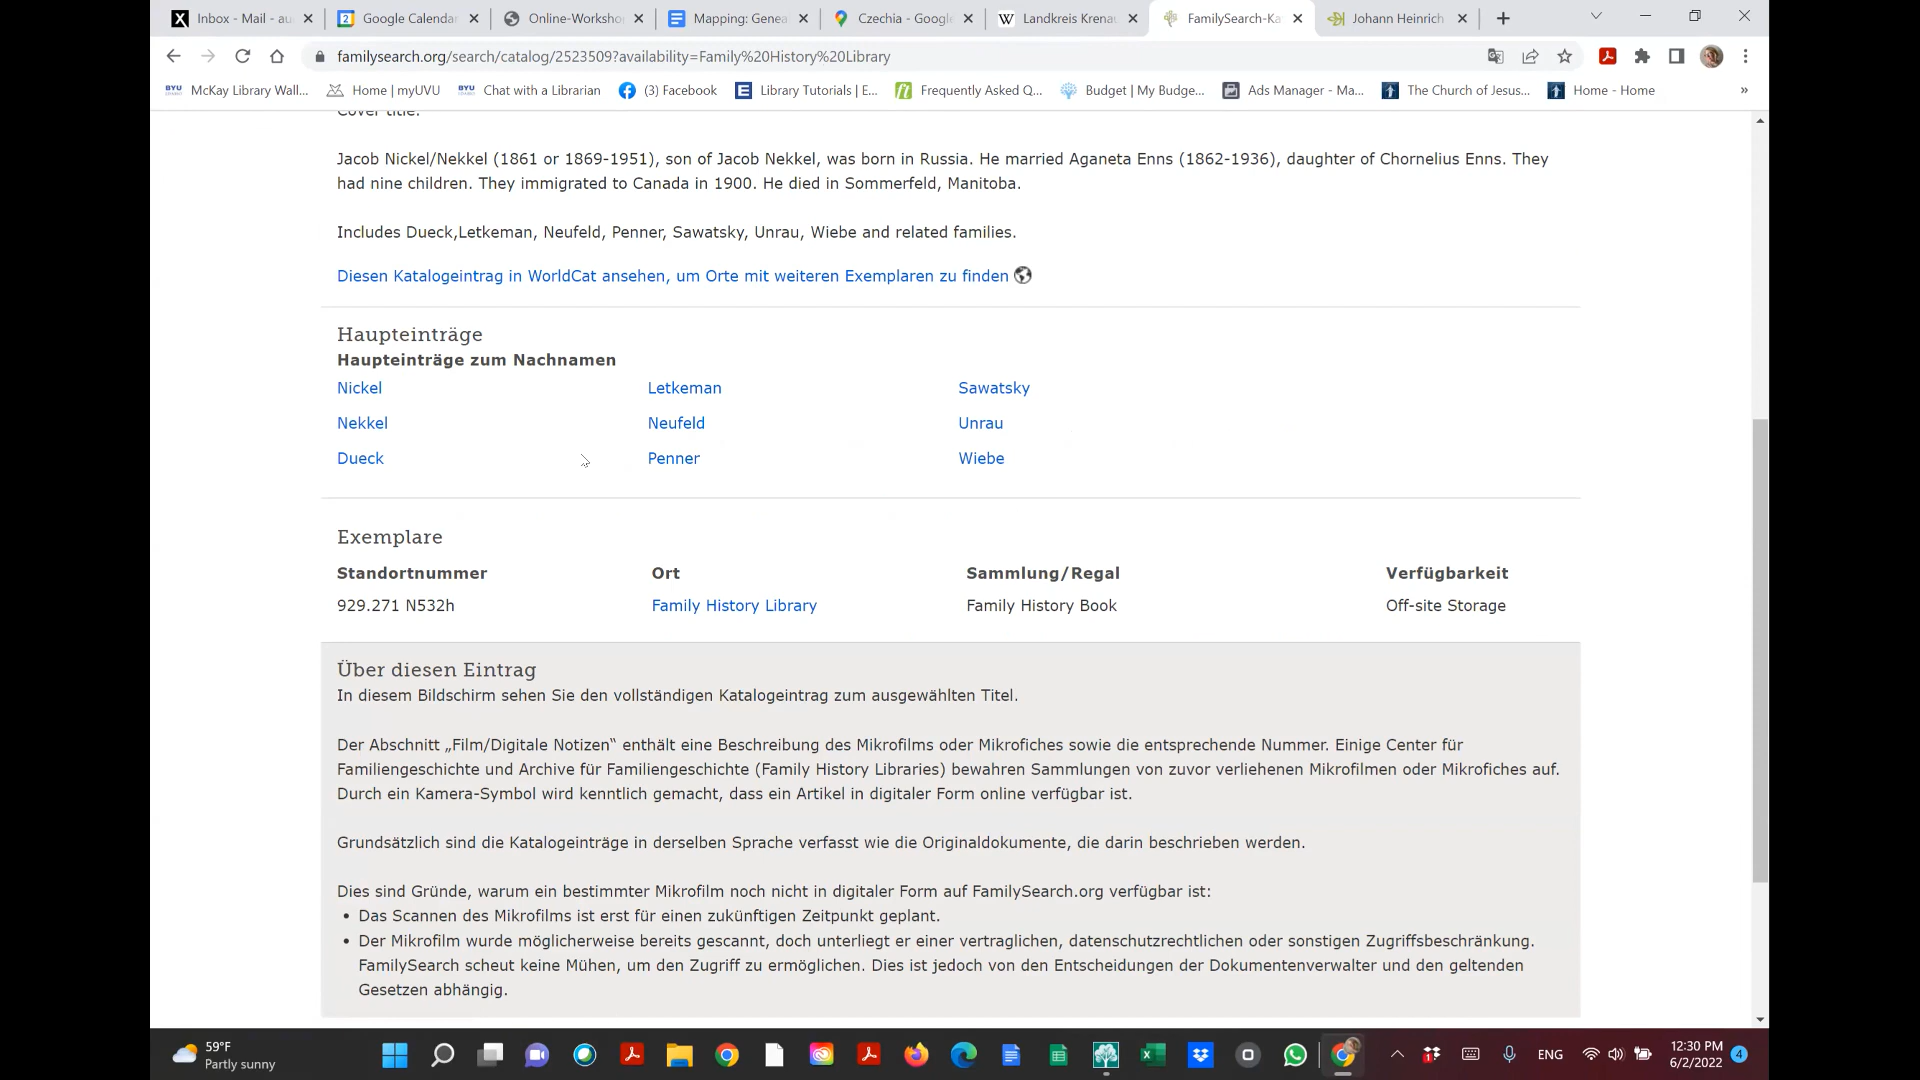 Inbox - Mail - au
Google Calendar
Online-Worksho
Mapping: Genea
Czechia - Google
Landkreis Krenau
FamilySearch-Ka
Johann Heinrich
familysearch.org/search/catalog/2523509?availability=Family%20History%20Library
BYU McKay Library Wall...
Home | myUVU
BYU Chat with a Librarian
(3) Facebook
Library Tutorials | E...
Frequently Asked Q...
Budget | My Budge...
Ads Manager - Ma...
The Church of Jesus...
Home - Home
»
Cover title.
Jacob Nickel/Nekkel (1861 or 1869-1951), son of Jacob Nekkel, was born in Russia. He married Aganeta Enns (1862-1936), daughter of Chornelius Enns. They
had nine children. They immigrated to Canada in 1900. He died in Sommerfeld, Manitoba.
Includes Dueck,Letkeman, Neufeld, Penner, Sawatsky, Unrau, Wiebe and related families.
Diesen Katalogeintrag in WorldCat ansehen, um Orte mit weiteren Exemplaren zu finden
Haupteinträge
Haupteinträge zum Nachnamen
Nickel Letkeman Sawatsky
Nekkel Neufeld Unrau
Dueck Penner Wiebe
Exemplare
Standortnummer Ort Sammlung/Regal Verfügbarkeit
929.271 N532h Family History Library Family History Book Off-site Storage
Über diesen Eintrag
In diesem Bildschirm sehen Sie den vollständigen Katalogeintrag zum ausgewählten Titel.
Der Abschnitt „Film/Digitale Notizen“ enthält eine Beschreibung des Mikrofilms oder Mikrofiches sowie die entsprechende Nummer. Einige Center für
Familiengeschichte und Archive für Familiengeschichte (Family History Libraries) bewahren Sammlungen von zuvor verliehenen Mikrofilmen oder Mikrofiches auf.
Durch ein Kamera-Symbol wird kenntlich gemacht, dass ein Artikel in digitaler Form online verfügbar ist.
Grundsätzlich sind die Katalogeinträge in derselben Sprache verfasst wie die Originaldokumente, die darin beschrieben werden.
Dies sind Gründe, warum ein bestimmter Mikrofilm noch nicht in digitaler Form auf FamilySearch.org verfügbar ist:
• Das Scannen des Mikrofilms ist erst für einen zukünftigen Zeitpunkt geplant.
• Der Mikrofilm wurde möglicherweise bereits gescannt, doch unterliegt er einer vertraglichen, datenschutzrechtlichen oder sonstigen Zugriffsbeschränkung.
FamilySearch scheut keine Mühen, um den Zugriff zu ermöglichen. Dies ist jedoch von den Entscheidungen der Dokumentenverwalter und den geltenden
Gesetzen abhängig.
59°F
Partly sunny
ENG
12:30 PM
6/2/2022
4